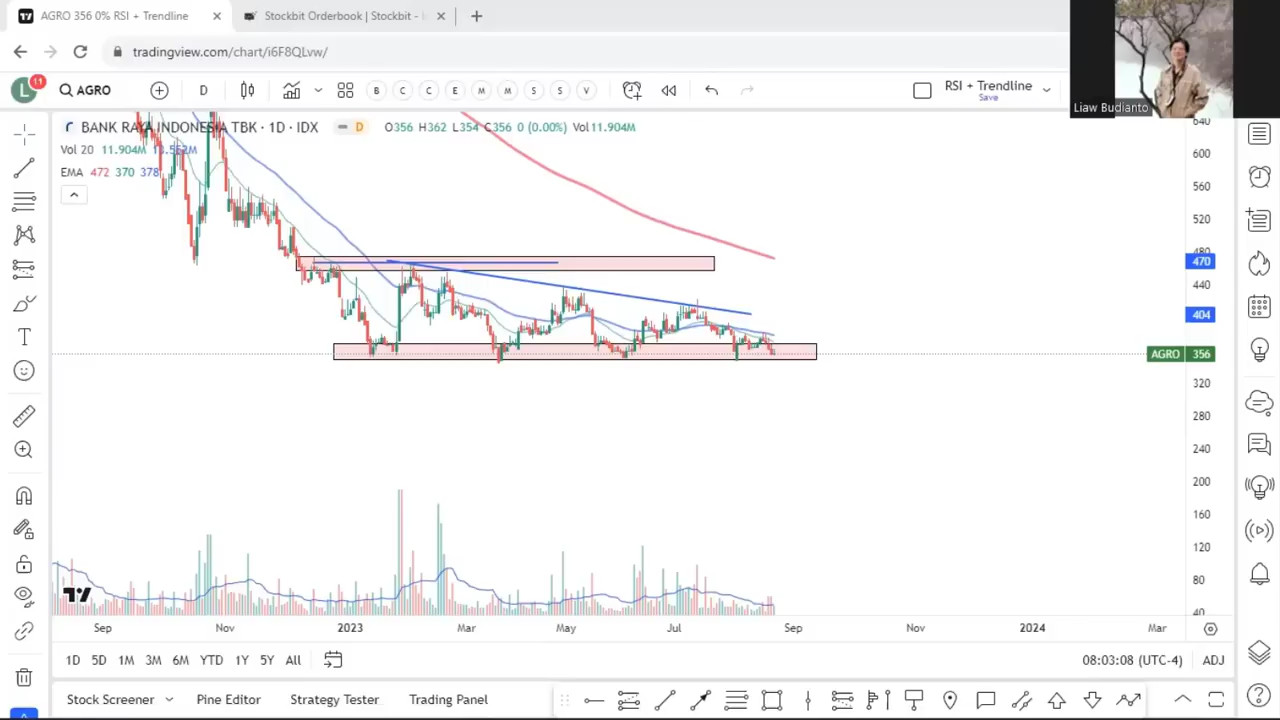 AGRO 356 0% RSI + Trendline
Stockbit Orderbook | Stockbit -
tradingview.com/chart/i6F8QLvw/
L 11 AGRO D B C C E M M S S V RSI + Trendline
Save
Liaw Budianto
BANK RAYA INDONESIA TBK · 1D · IDX D O356 H362 L354 C356 0 (0.00%) Vol11.904M
Vol 20 11.904M
EMA 472 370 378
640
600
560
520
480
470
440
404
AGRO 356
320
280
240
200
160
120
80
40
Sep Nov 2023 Mar May Jul Sep Nov 2024 Mar
1D 5D 1M 3M 6M YTD 1Y 5Y All 08:03:08 (UTC-4) ADJ
Stock Screener Pine Editor Strategy Tester Trading Panel